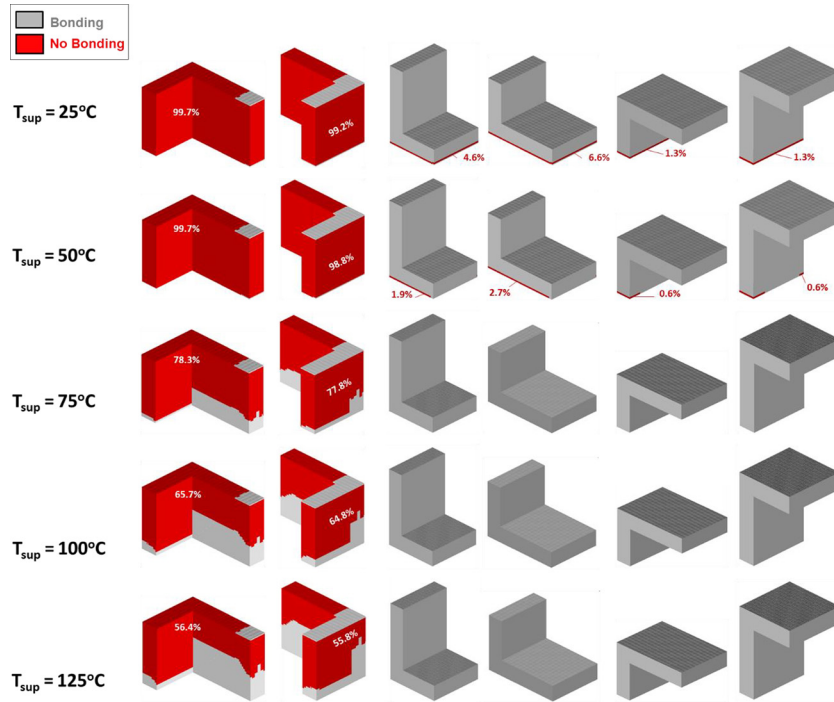 Bonding
No Bonding
Tsup = 25°C
99.7%
99.2%
4.6%
6.6%
1.3%
1.3%
Tsup = 50°C
99.7%
98.8%
1.9%
2.7%
0.6%
0.6%
Tsup = 75°C
78.3%
77.8%
Tsup = 100°C
65.7%
64.8%
Tsup = 125°C
56.4%
55.8%